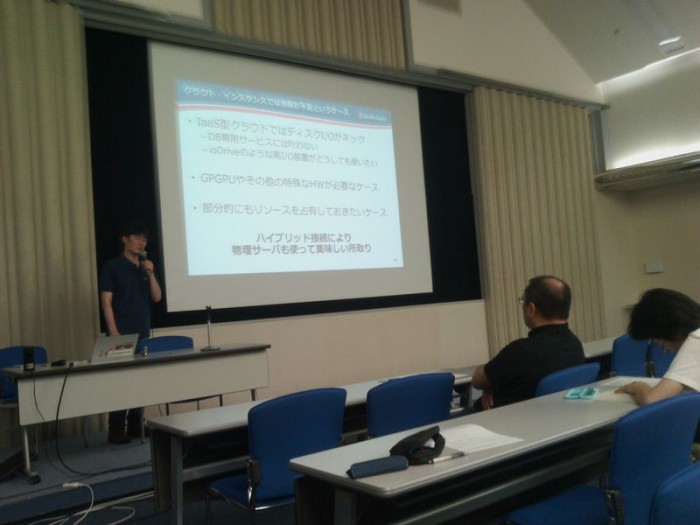 クラウド・インスタンスでは性能が不足というケース
• IaaS型クラウドではディスクI/Oがネック
–DB専用サービスには叶わない
–ioDriveのような高I/O装置がどうしても使いたい
• GPGPUやその他の特殊なHWが必要なケース
• 部分的にもリソースを占有しておきたいケース
ハイブリッド接続により
物理サーバも使って美味しい所取り